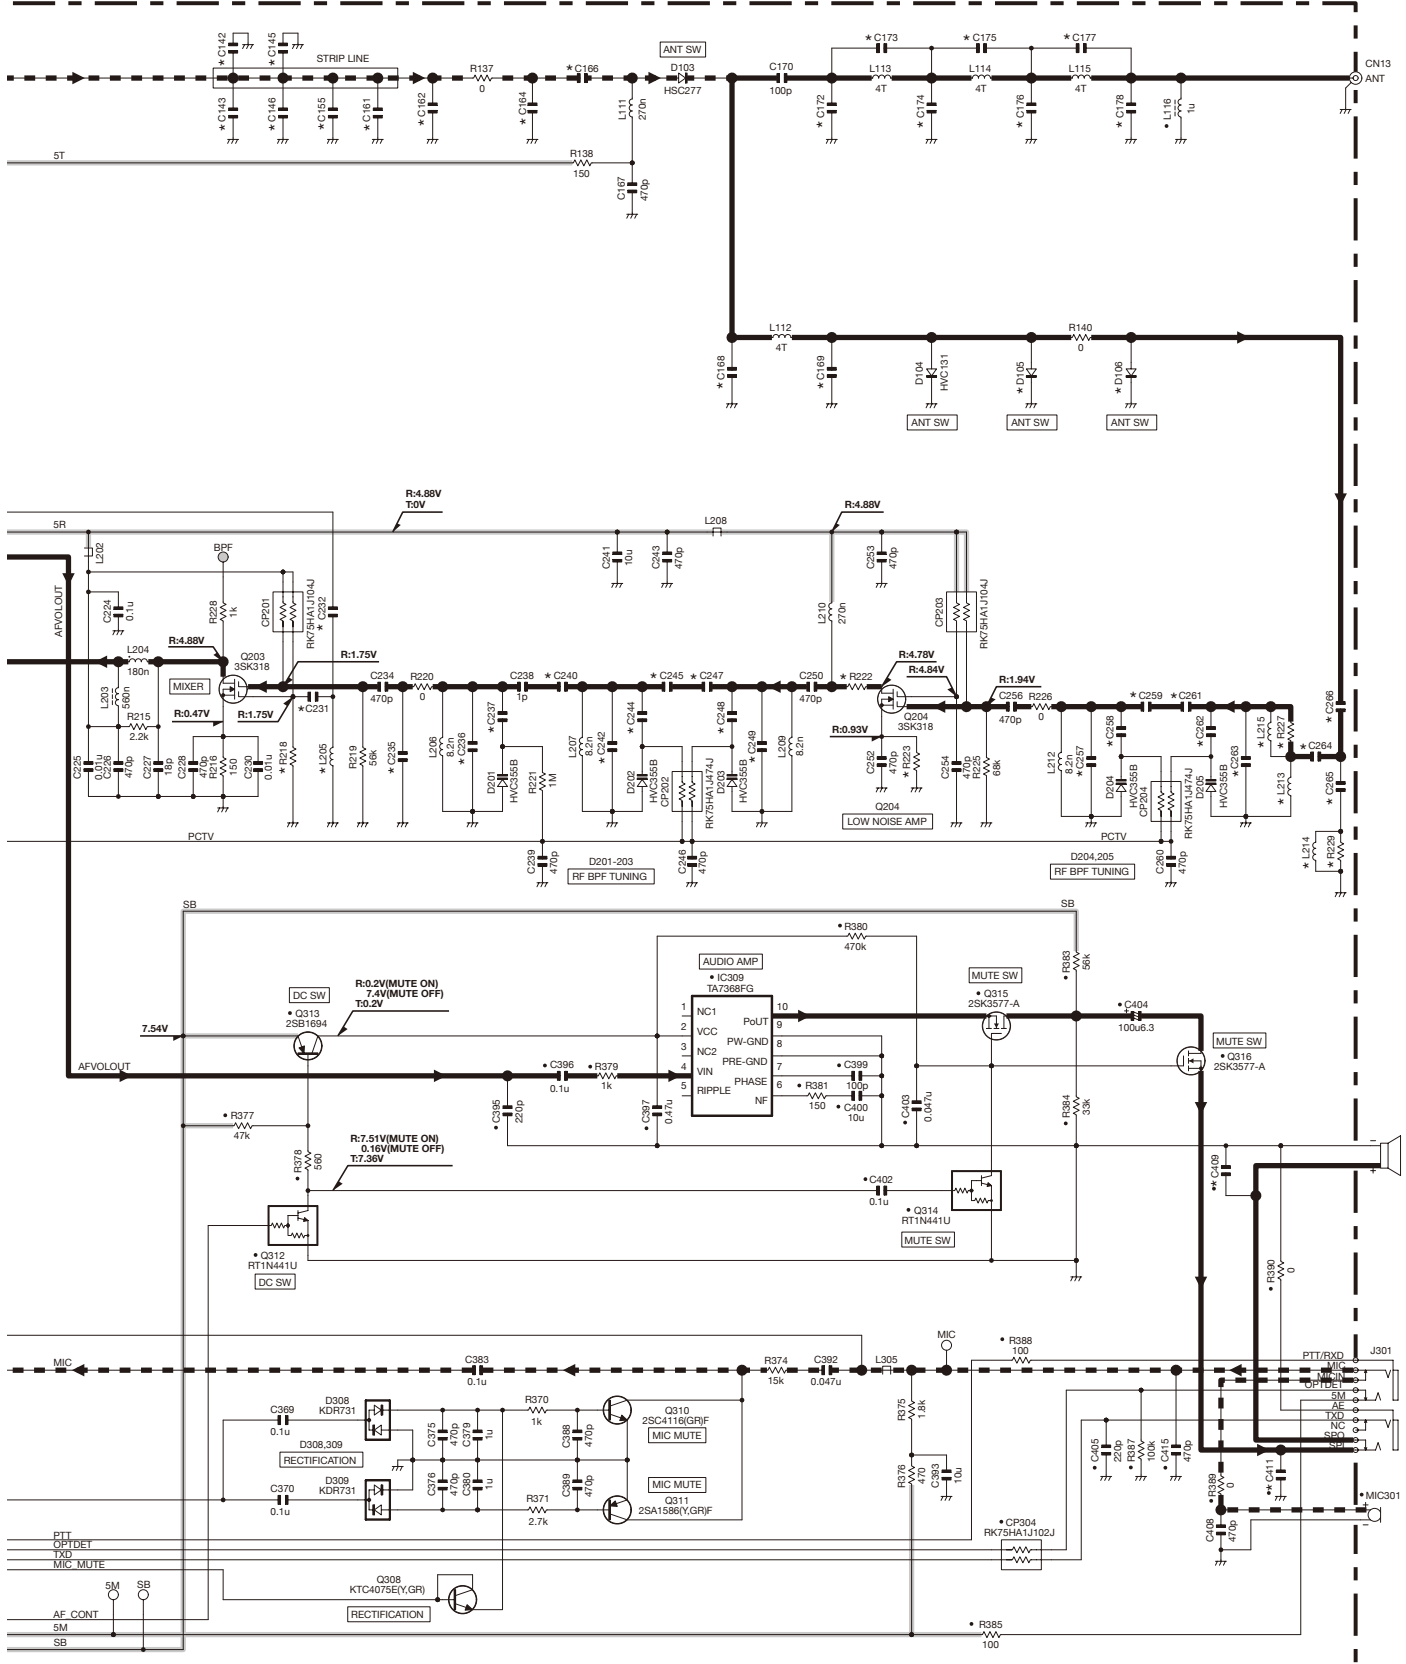 * C142
* C145
STRIP LINE
* C143
* C146
* C155
* C161
* C162
R137
0
* C164
* C166
L111
270n
ANT SW
D103
HSC277
C170
100p
* C172
* C173
L113
4T
* C174
* C175
L114
4T
* C176
* C177
L115
4T
* C178
• L116
1u
CN13
ANT
5T
R138
150
C167
470p
L112
4T
* C168
* C169
D104
HVC131
ANT SW
* D105
ANT SW
R140
0
* D106
ANT SW
5R
R:4.88V
T:0V
L208
R:4.88V
L202
BPF
C241
10u
C243
470p
C253
470p
AFVOLOUT
C224
0.1u
R228
1k
CP201
RK75HA1J104J
* C232
L210
270n
CP203
RK75HA1J104J
R:4.88V
L204
180n
Q203
3SK318
R:1.75V
MIXER
L203
560n
R215
2.2k
R:0.47V
R:1.75V
* C231
C234
470p
R220
0
C238
1p
* C240
* C245
* C247
C250
470p
* R222
R:4.78V
R:4.84V
R:1.94V
Q204
3SK318
R:0.93V
C256
470p
R226
0
* C259
* C261
* C266
C225
0.01u
C226
470p
C227
18p
C228
470p
R216
150
C230
0.01u
* R218
* L205
R219
56k
* C235
L206
8.2n
* C236
* C237
D201
HVC355B
R221
1M
L207
8.2n
* C242
* C244
D202
HVC355B
CP202
RK75HA1J474J
* C248
D203
HVC355B
* C249
L209
8.2n
C252
470p
* R223
C254
470p
R225
68k
L212
8.2n
* C257
* C258
D204
HVC355B
CP204
RK75HA1J474J
* C262
D205
HVC355B
* C263
* L215
* R227
* L213
* C264
* C265
* L214
* R229
Q204
LOW NOISE AMP
PCTV
PCTV
C239
470p
D201-203
RF BPF TUNING
C246
470p
D204,205
RF BPF TUNING
C260
470p
SB
SB
• R380
470k
AUDIO AMP
• IC309
TA7368FG
• R383
56k
DC SW
R:0.2V(MUTE ON)
7.4V(MUTE OFF)
T:0.2V
• Q313
2SB1694
7.54V
MUTE SW
• Q315
2SK3577-A
• C404
100u6.3
MUTE SW
• Q316
2SK3577-A
1
2
3
4
5
NC1
VCC
NC2
VIN
RIPPLE
10
9
8
7
6
PoUT
PW-GND
PRE-GND
PHASE
NF
AFVOLOUT
• C396
0.1u
• R379
1k
• C399
100p
• R381
150
• C400
10u
• C395
220p
• C397
0.47u
• C403
0.047u
• R384
33k
• R377
47k
• R378
560
R:7.51V(MUTE ON)
0.16V(MUTE OFF)
T:7.36V
• C402
0.1u
• Q314
RT1N441U
MUTE SW
•* C409
−
+
• Q312
RT1N441U
DC SW
• R390
0
MIC
MIC
C383
0.1u
R374
15k
C392
0.047u
L305
• R388
100
J301
PTT/RXD
MIC
MICIN
OPTDET
5M
AE
TXD
NC
SPO
SPI
C369
0.1u
D308
KDR731
D308,309
RECTIFICATION
D309
KDR731
C370
0.1u
C375
470p
C379
1u
C376
470p
C380
1u
R370
1k
C388
470p
C389
470p
R371
2.7k
Q310
2SC4116(GR)F
MIC MUTE
MIC MUTE
Q311
2SA1586(Y,GR)F
R375
1.8k
R376
470
C393
10u
• C405
220p
• R387
100k
• C415
470p
• R389
0
•* C411
C408
470p
• MIC301
+
−
PTT
OPTDET
TXD
MIC_MUTE
• CP304
RK75HA1J102J
Q308
KTC4075E(Y,GR)
RECTIFICATION
5M
SB
AF_CONT
5M
SB
• R385
100